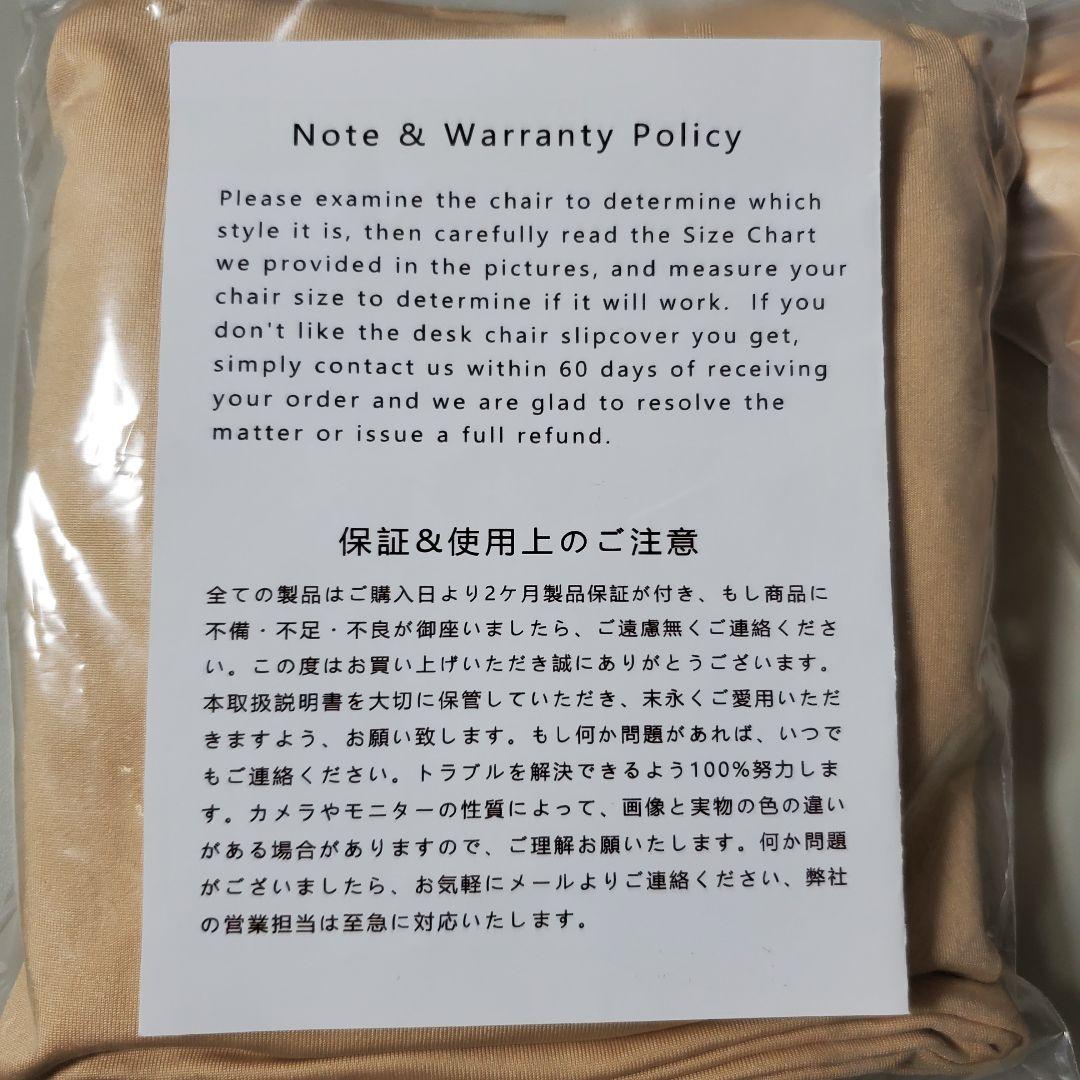 Note & Warranty Policy
Please examine the chair to determine which
style it is, then carefully read the Size Chart
we provided in the pictures, and measure your
chair size to determine if it will work. If you
don't like the desk chair slipcover you get,
simply contact us within 60 days of receiving
your order and we are glad to resolve the
matter or issue a full refund.
保証&使用上のご注意
全ての製品はご購入日より2ケ月製品保証が付き、もし商品に
不備・不足・不良が御座いましたら、ご遠慮無くご連絡くださ
い。この度はお買い上げいただき誠にありがとうございます。
本取扱説明書を大切に保管していただき、末永くご愛用いただ
きますよう、お願い致します。もし何か問題があれば、いつで
もご連絡ください。トラブルを解決できるよう100%努力しま
す。カメラやモニターの性質によって、画像と実物の色の違い
がある場合がありますので、ご理解お願いたします。何か問題
がございましたら、お気軽にメールよりご連絡ください、弊社
の営業担当は至急に対応いたします。